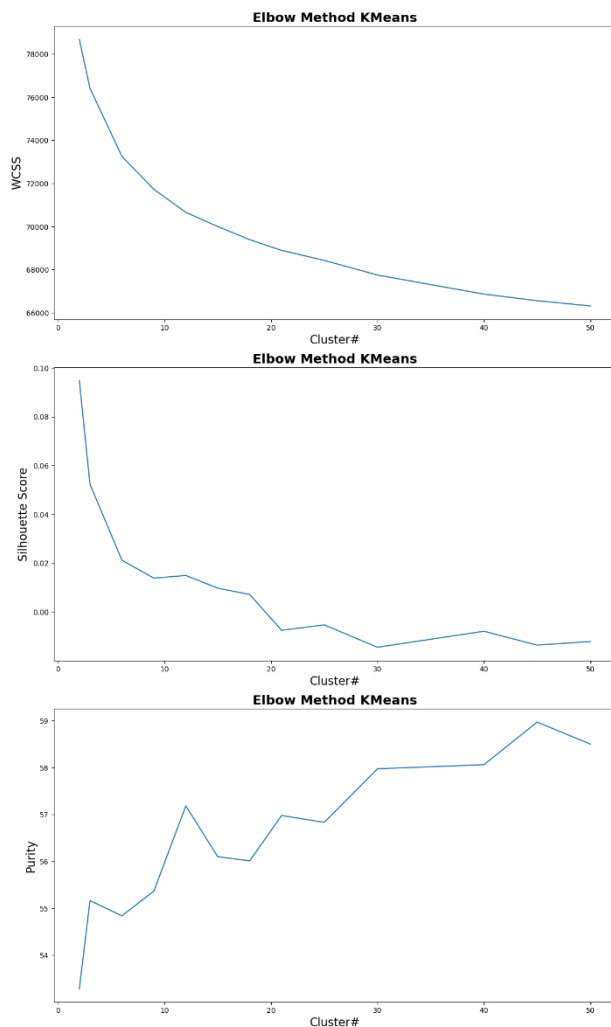 Elbow Method KMeans
78000
76000
74000
72000
70000
68000
66000
WCSS
0 10 20 30 40 50
Cluster#
Elbow Method KMeans
0.10
0.08
0.06
0.04
0.02
0.00
Silhouette Score
0 10 20 30 40 50
Cluster#
Elbow Method KMeans
59
58
57
56
55
54
Purity
0 10 20 30 40 50
Cluster#